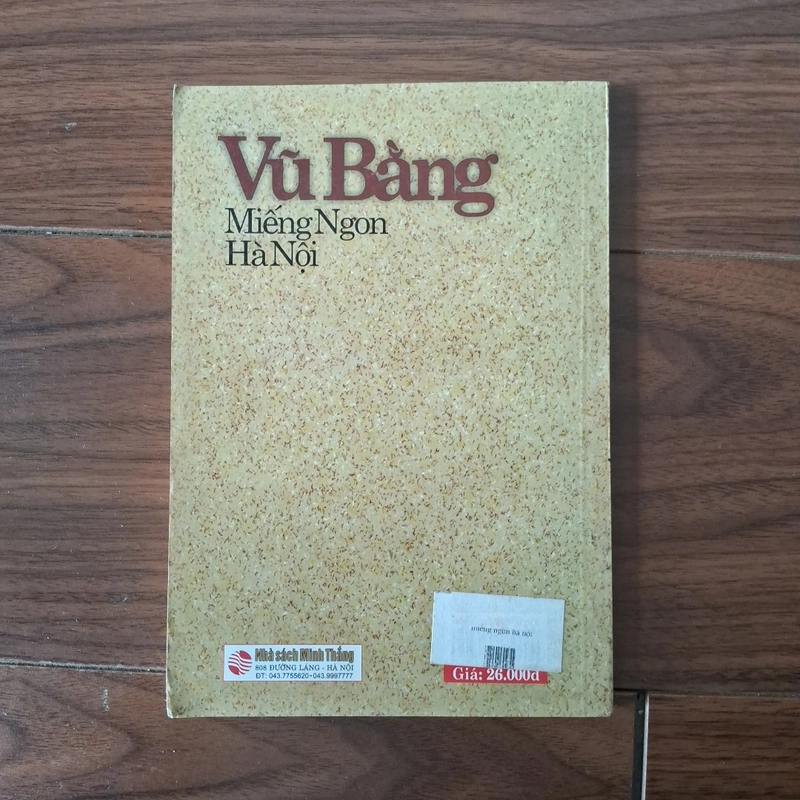 Vũ Bằng
Miếng Ngon
Hà Nội
miếng ngon hà nội
Nhà sách Minh Thắng
808 ĐƯỜNG LÁNG - HÀ NỘI
ĐT: 043.7755620 - 043.9997777
Giá: 26.000đ